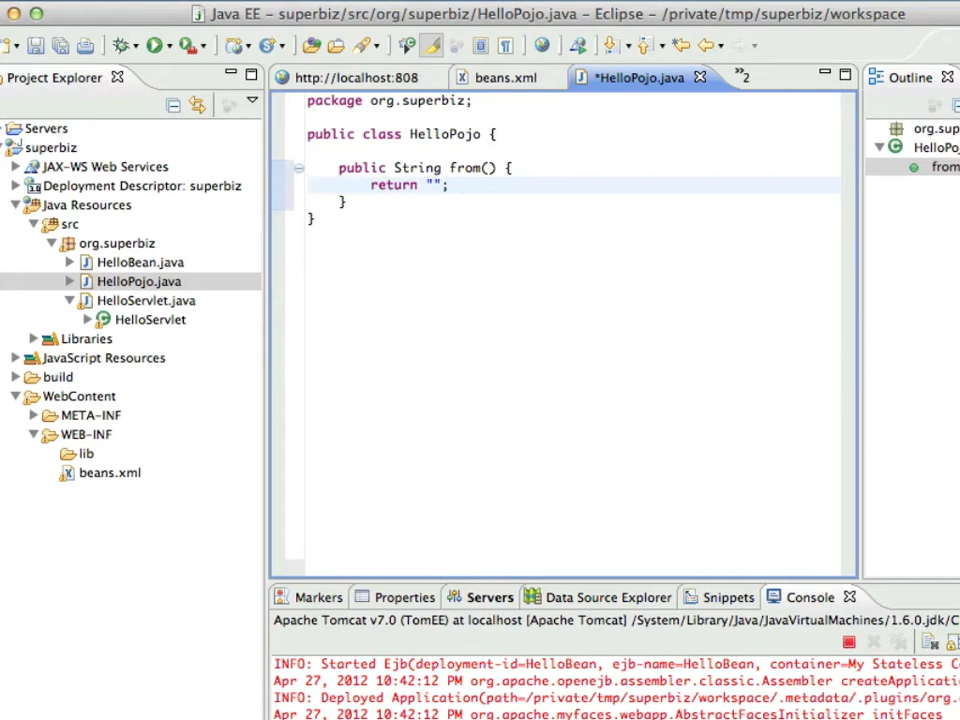 Java EE – superbiz/src/org/superbiz/HelloPojo.java – Eclipse – /private/tmp/superbiz/workspace
Project Explorer
Servers
superbiz
JAX-WS Web Services
Deployment Descriptor: superbiz
Java Resources
src
org.superbiz
HelloBean.java
HelloPojo.java
HelloServlet.java
HelloServlet
Libraries
JavaScript Resources
build
WebContent
META-INF
WEB-INF
lib
beans.xml
http://localhost:808
beans.xml
*HelloPojo.java
»2
package org.superbiz;
public class HelloPojo {
public String from() {
return "";
}
}
Outline
org.sup
HelloPoj
from
Markers
Properties
Servers
Data Source Explorer
Snippets
Console
Apache Tomcat v7.0 (TomEE) at localhost [Apache Tomcat] /System/Library/Java/JavaVirtualMachines/1.6.0.jdk/C
INFO: Started Ejb(deployment-id=HelloBean, ejb-name=HelloBean, container=My Stateless Co
Apr 27, 2012 10:42:12 PM org.apache.openejb.assembler.classic.Assembler createApplicatio
INFO: Deployed Application(path=/private/tmp/superbiz/workspace/.metadata/.plugins/org.e
Apr 27, 2012 10:42:12 PM org.apache.myfaces.webapp.AbstractFacesInitializer initFaces